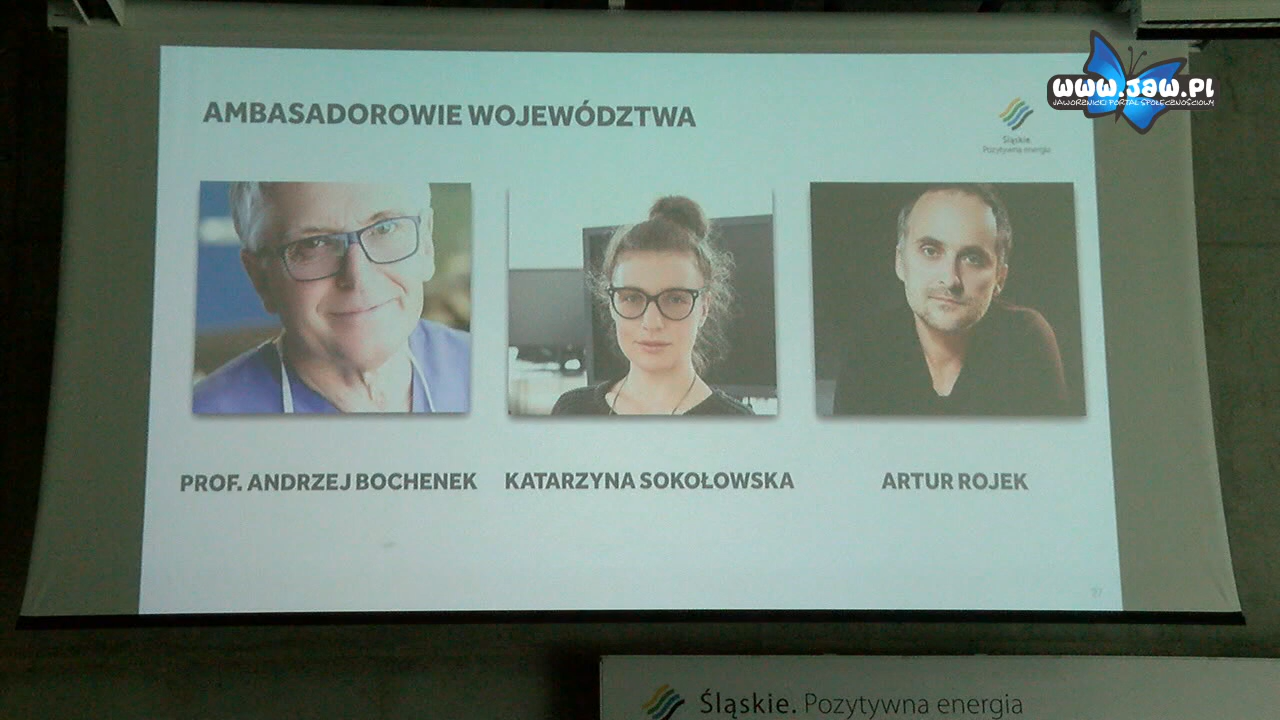 www.jaw.pl
JAWORZNICKI PORTAL SPOŁECZNOŚCIOWY
AMBASADOROWIE WOJEWÓDZTWA
Śląskie.
Pozytywna energia
PROF. ANDRZEJ BOCHENEK
KATARZYNA SOKOŁOWSKA
ARTUR ROJEK
Śląskie. Pozytywna energia